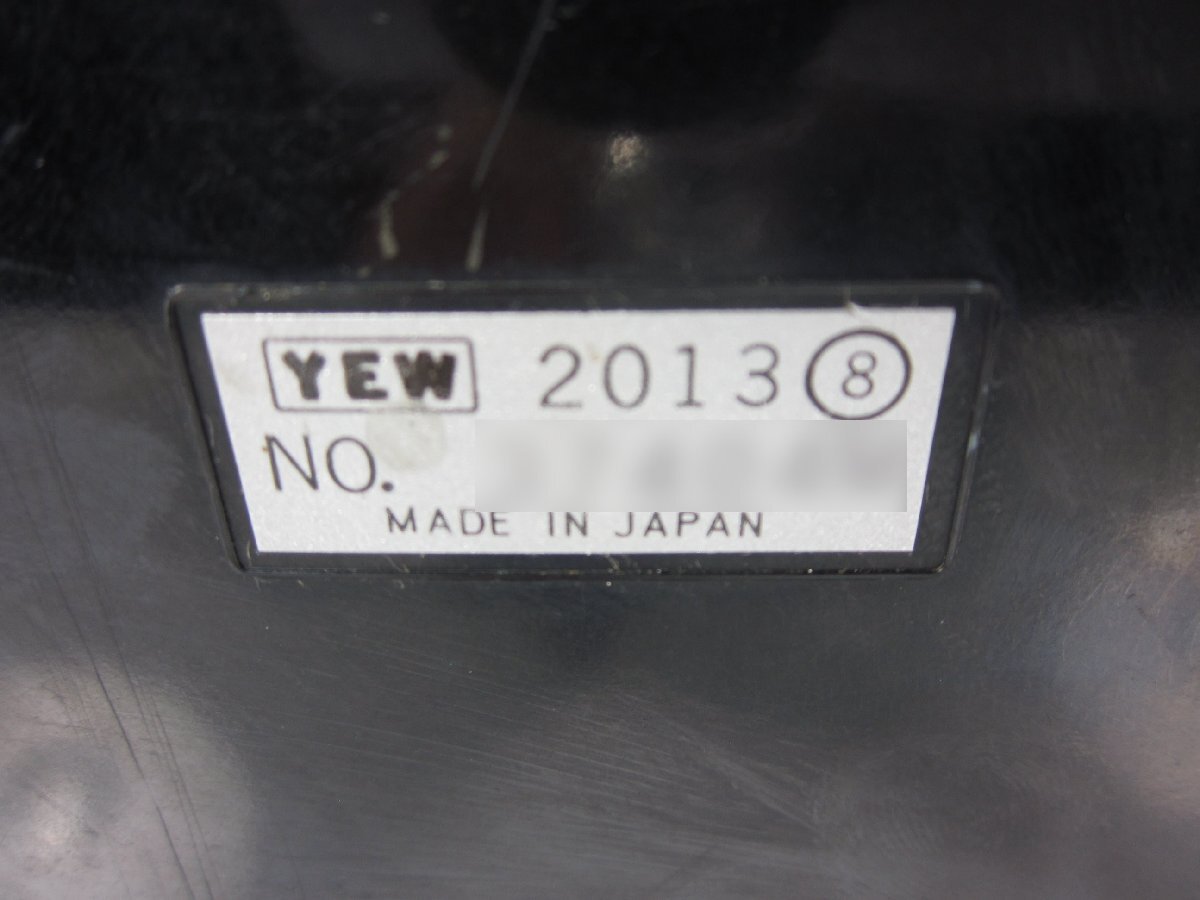 YEW 2013 ⑧
NO.
MADE IN JAPAN